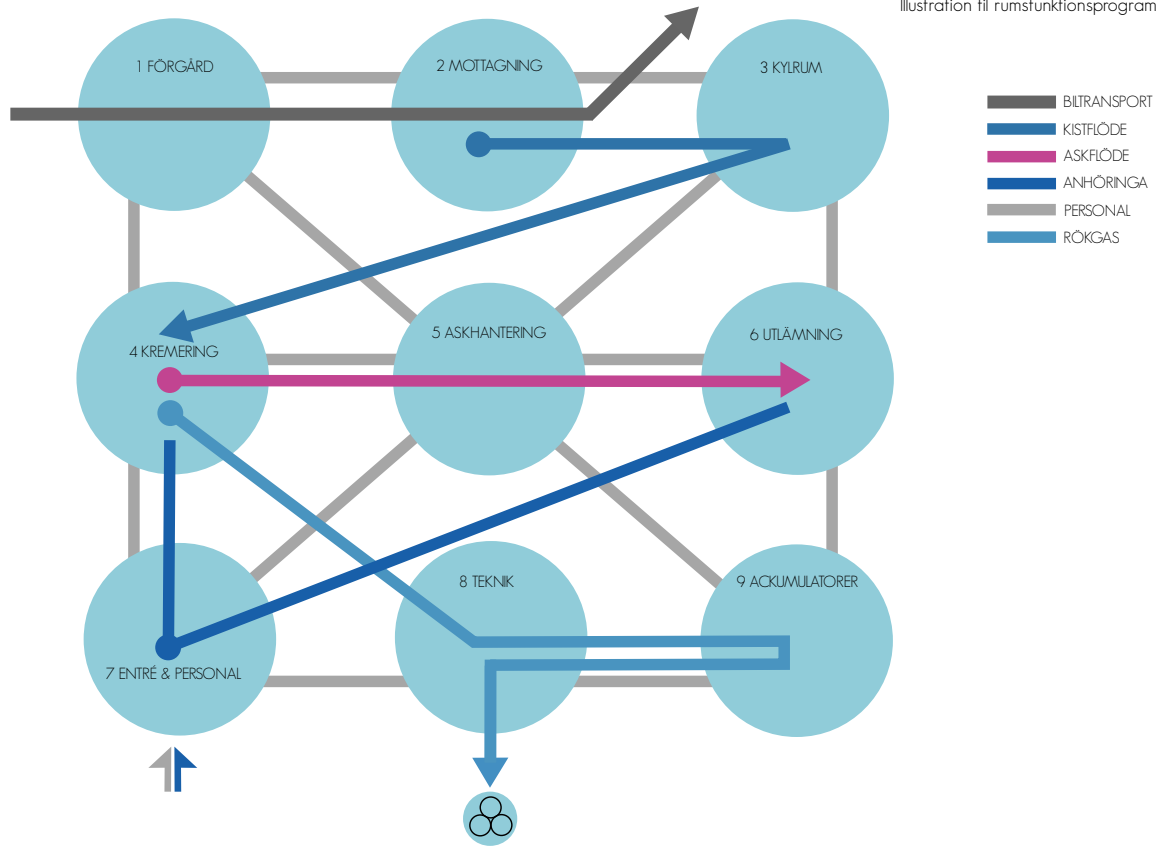 Illustration til rumsfunktionsprogram
1 FÖRGÅRD
2 MOTTAGNING
3 KYLRUM
BILTRANSPORT
KISTFLÖDE
ASKFLÖDE
ANHÖRINGA
PERSONAL
RÖKGAS
4 KREMERING
5 ASKHANTERING
6 UTLÄMNING
7 ENTRÉ & PERSONAL
8 TEKNIK
9 ACKUMULATORER